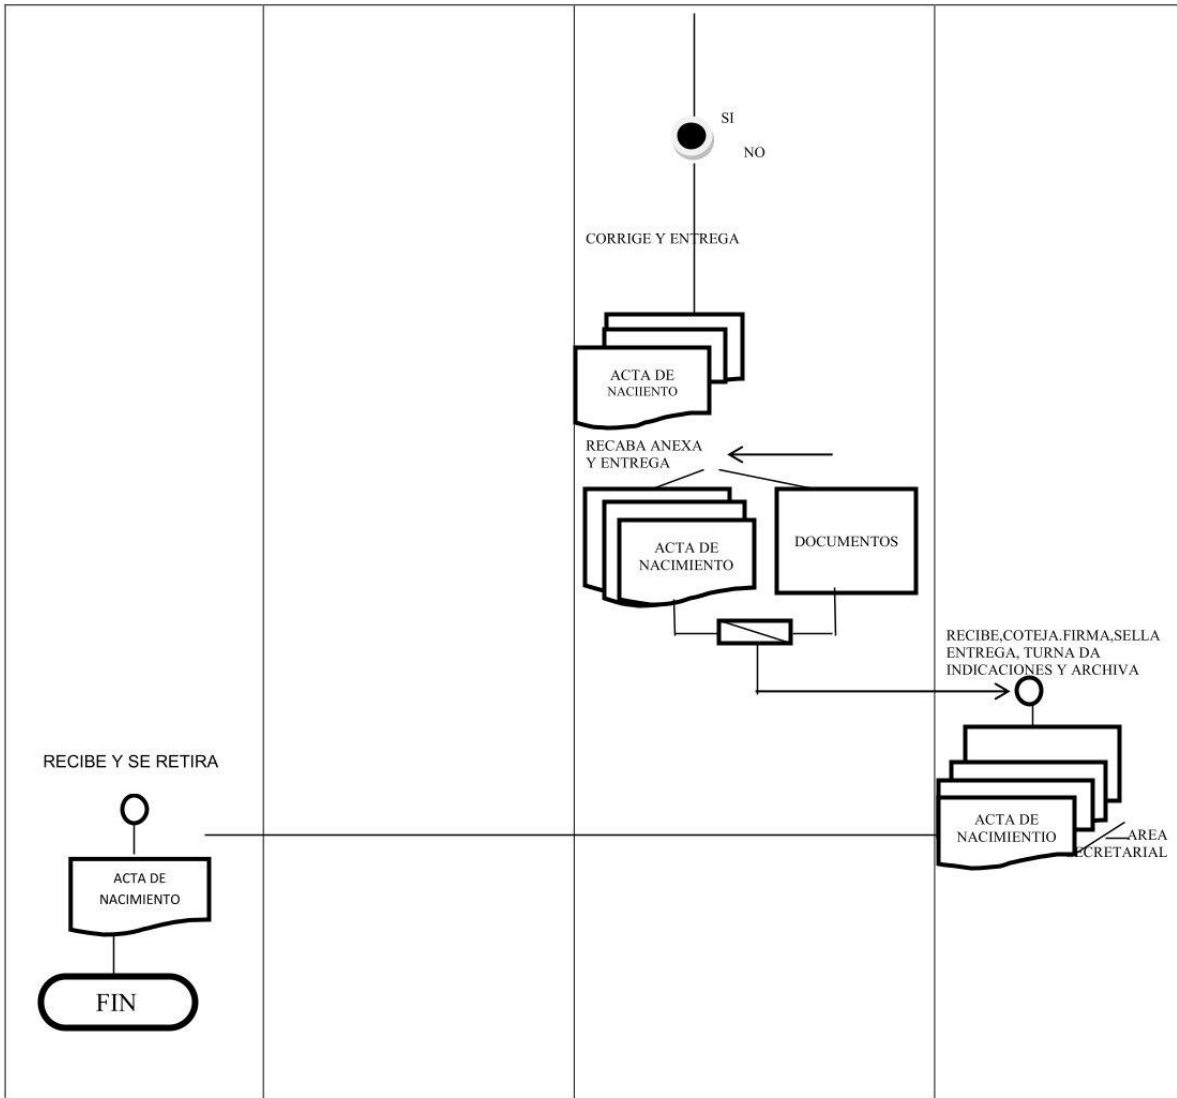 SI
NO
CORRIGE Y ENTREGA
ACTA DE
NACIIENTO
RECABA ANEXA
Y ENTREGA
ACTA DE
NACIMIENTO
DOCUMENTOS
RECIBE,COTEJA.FIRMA,SELLA
ENTREGA, TURNA DA
INDICACIONES Y ARCHIVA
RECIBE Y SE RETIRA
ACTA DE
NACIMIENTIO
AREA
SECRETARIAL
ACTA DE
NACIMIENTO
FIN